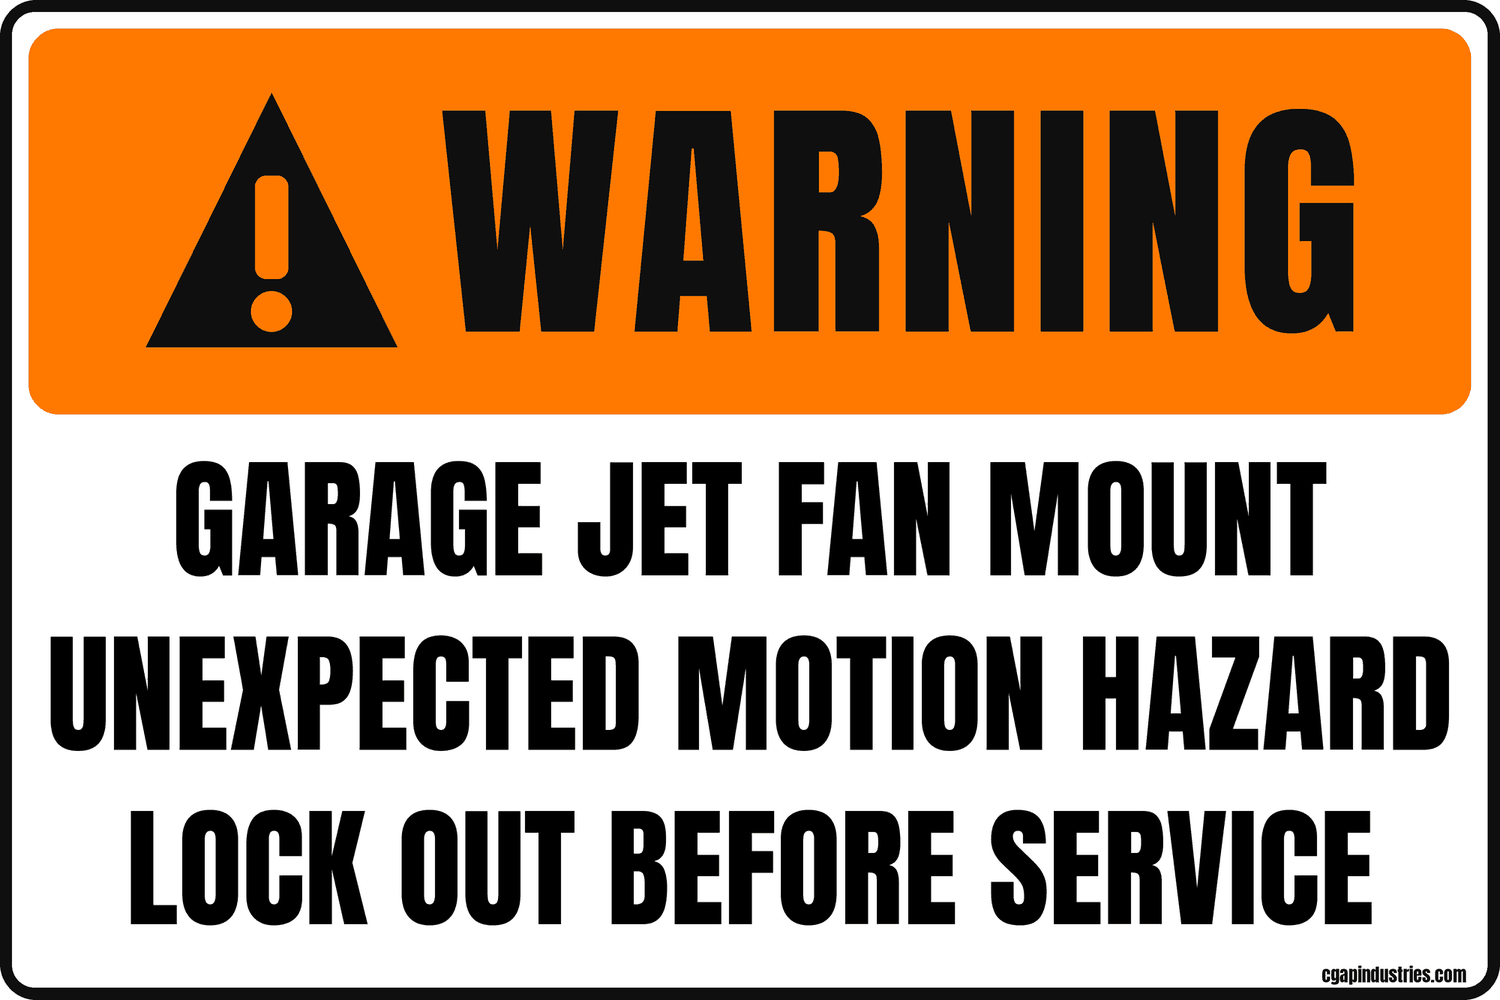 WARNING
GARAGE JET FAN MOUNT
UNEXPECTED MOTION HAZARD
LOCK OUT BEFORE SERVICE
cgapindustries.com